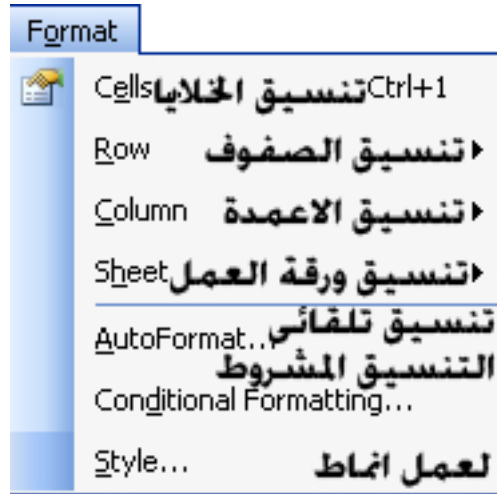 Format
Cells تنسيق الخلايا Ctrl+1
Row تنسيق الصفوف
Column تنسيق الاعمدة
Sheet تنسيق ورقة العمل
تنسيق تلقائي
AutoFormat...
التنسيق المشروط
Conditional Formatting...
Style... لعمل انماط